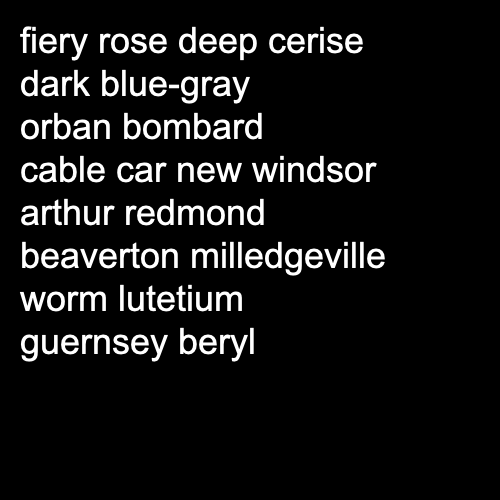 fiery rose deep cerise
dark blue-gray
orban bombard
cable car new windsor
arthur redmond
beaverton milledgeville
worm lutetium
guernsey beryl